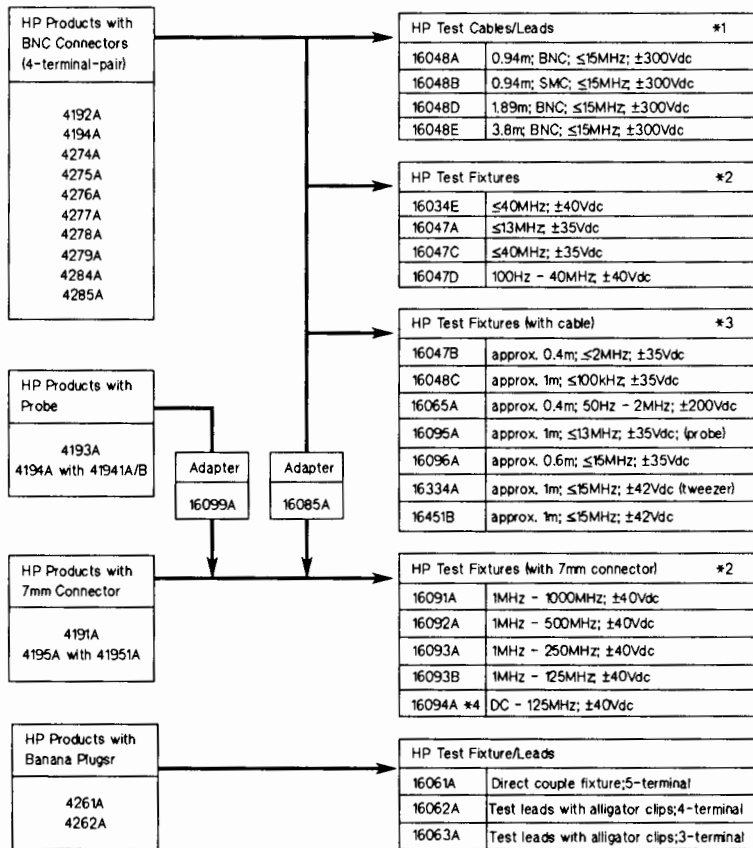 HP Products with
BNC Connectors
(4-terminal-pair)
4192A
4194A
4274A
4275A
4276A
4277A
4278A
4279A
4284A
4285A
HP Test Cables/Leads *1
16048A 0.94m; BNC; ≤15MHz; ±300Vdc
16048B 0.94m; SMC; ≤15MHz; ±300Vdc
16048D 1.89m; BNC; ≤15MHz; ±300Vdc
16048E 3.8m; BNC; ≤15MHz; ±300Vdc
HP Test Fixtures *2
16034E ≤40MHz; ±40Vdc
16047A ≤13MHz; ±35Vdc
16047C ≤40MHz; ±35Vdc
16047D 100Hz - 40MHz; ±40Vdc
HP Test Fixtures (with cable) *3
16047B approx. 0.4m; ≤2MHz; ±35Vdc
16048C approx. 1m; ≤100kHz; ±35Vdc
16065A approx. 0.4m; 50Hz - 2MHz; ±200Vdc
16095A approx. 1m; ≤13MHz; ±35Vdc; (probe)
16096A approx. 0.6m; ≤15MHz; ±35Vdc
16334A approx. 1m; ≤15MHz; ±42Vdc (tweezer)
16451B approx. 1m; ≤15MHz; ±42Vdc
HP Products with
Probe
4193A
4194A with 41941A/B
Adapter
16099A
Adapter
16085A
HP Products with
7mm Connector
4191A
4195A with 41951A
HP Test Fixtures (with 7mm connector) *2
16091A 1MHz - 1000MHz; ±40Vdc
16092A 1MHz - 500MHz; ±40Vdc
16093A 1MHz - 250MHz; ±40Vdc
16093B 1MHz - 125MHz; ±40Vdc
16094A *4 DC - 125MHz; ±40Vdc
HP Products with
Banana Plugsr
4261A
4262A
HP Test Fixture/Leads
16061A Direct couple fixture;5-terminal
16062A Test leads with alligator clips;4-terminal
16063A Test leads with alligator clips;3-terminal